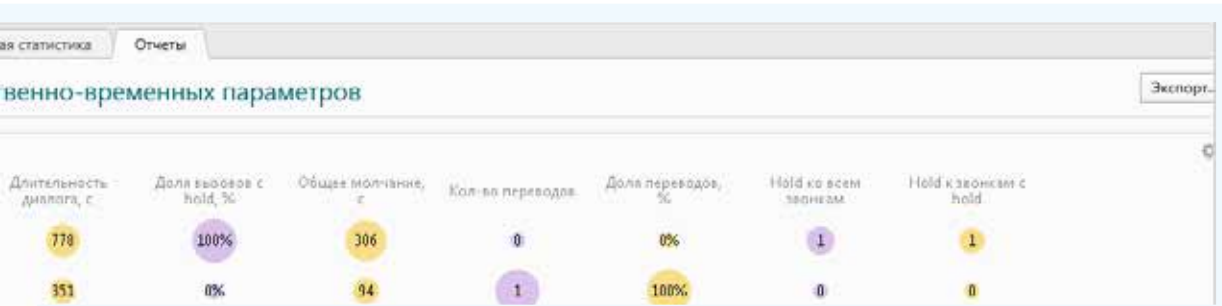 ая статистика Отчеты
венно-временных параметров Экспорт...
Длительность диалога, с
Доля вызовов с hold, %
Общее молчание, с
Кол-во переводов
Доля переводов, %
Hold ко всем звонкам
Hold к звонкам с hold
778 100% 306 0 0% 1 1
351 0% 94 1 100% 0 0